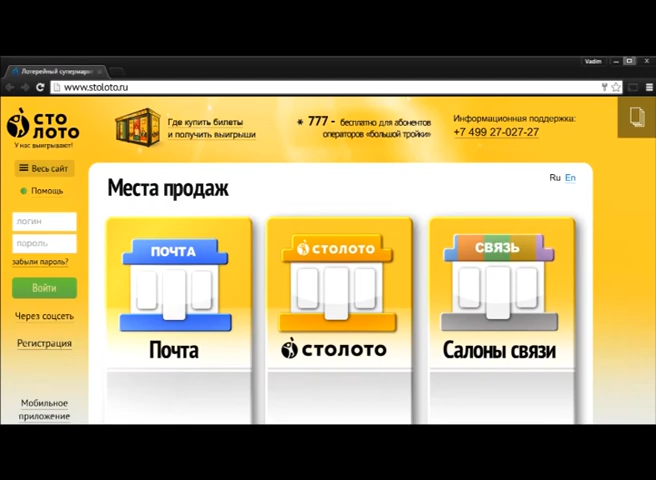 Vadim
Лотерейный супермарке
www.stoloto.ru
СТО
ЛОТО
У нас выигрывают!
Где купить билеты
и получить выигрыши
* 777 - бесплатно для абонентов
операторов «большой тройки»
Информационная поддержка:
+7 499 27-027-27
Весь сайт
Помощь
логин
пароль
забыли пароль?
Войти
Через соцсеть
Регистрация
Мобильное
приложение
Места продаж
Ru En
ПОЧТА
СТОЛОТО
СВЯЗЬ
Почта
СТОЛОТО
Салоны связи